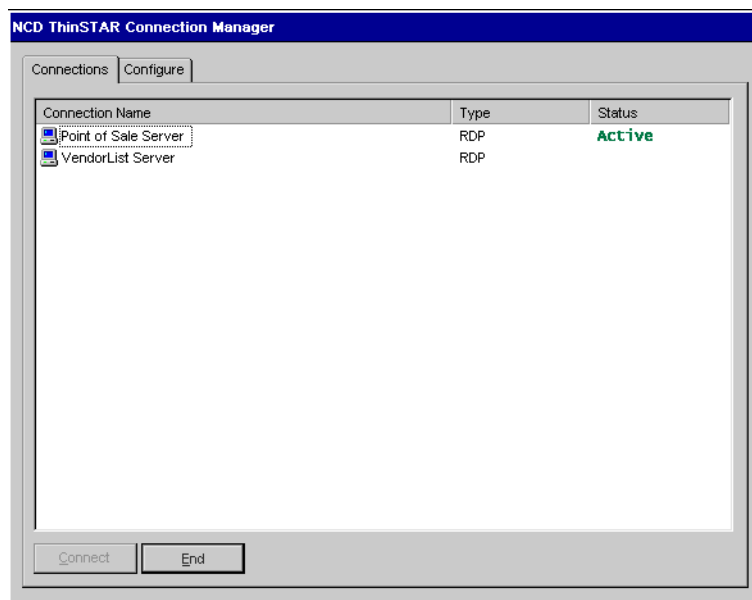 NCD ThinSTAR Connection Manager
Connections Configure
Connection Name Type Status
Point of Sale Server RDP Active
VendorList Server RDP
Connect End